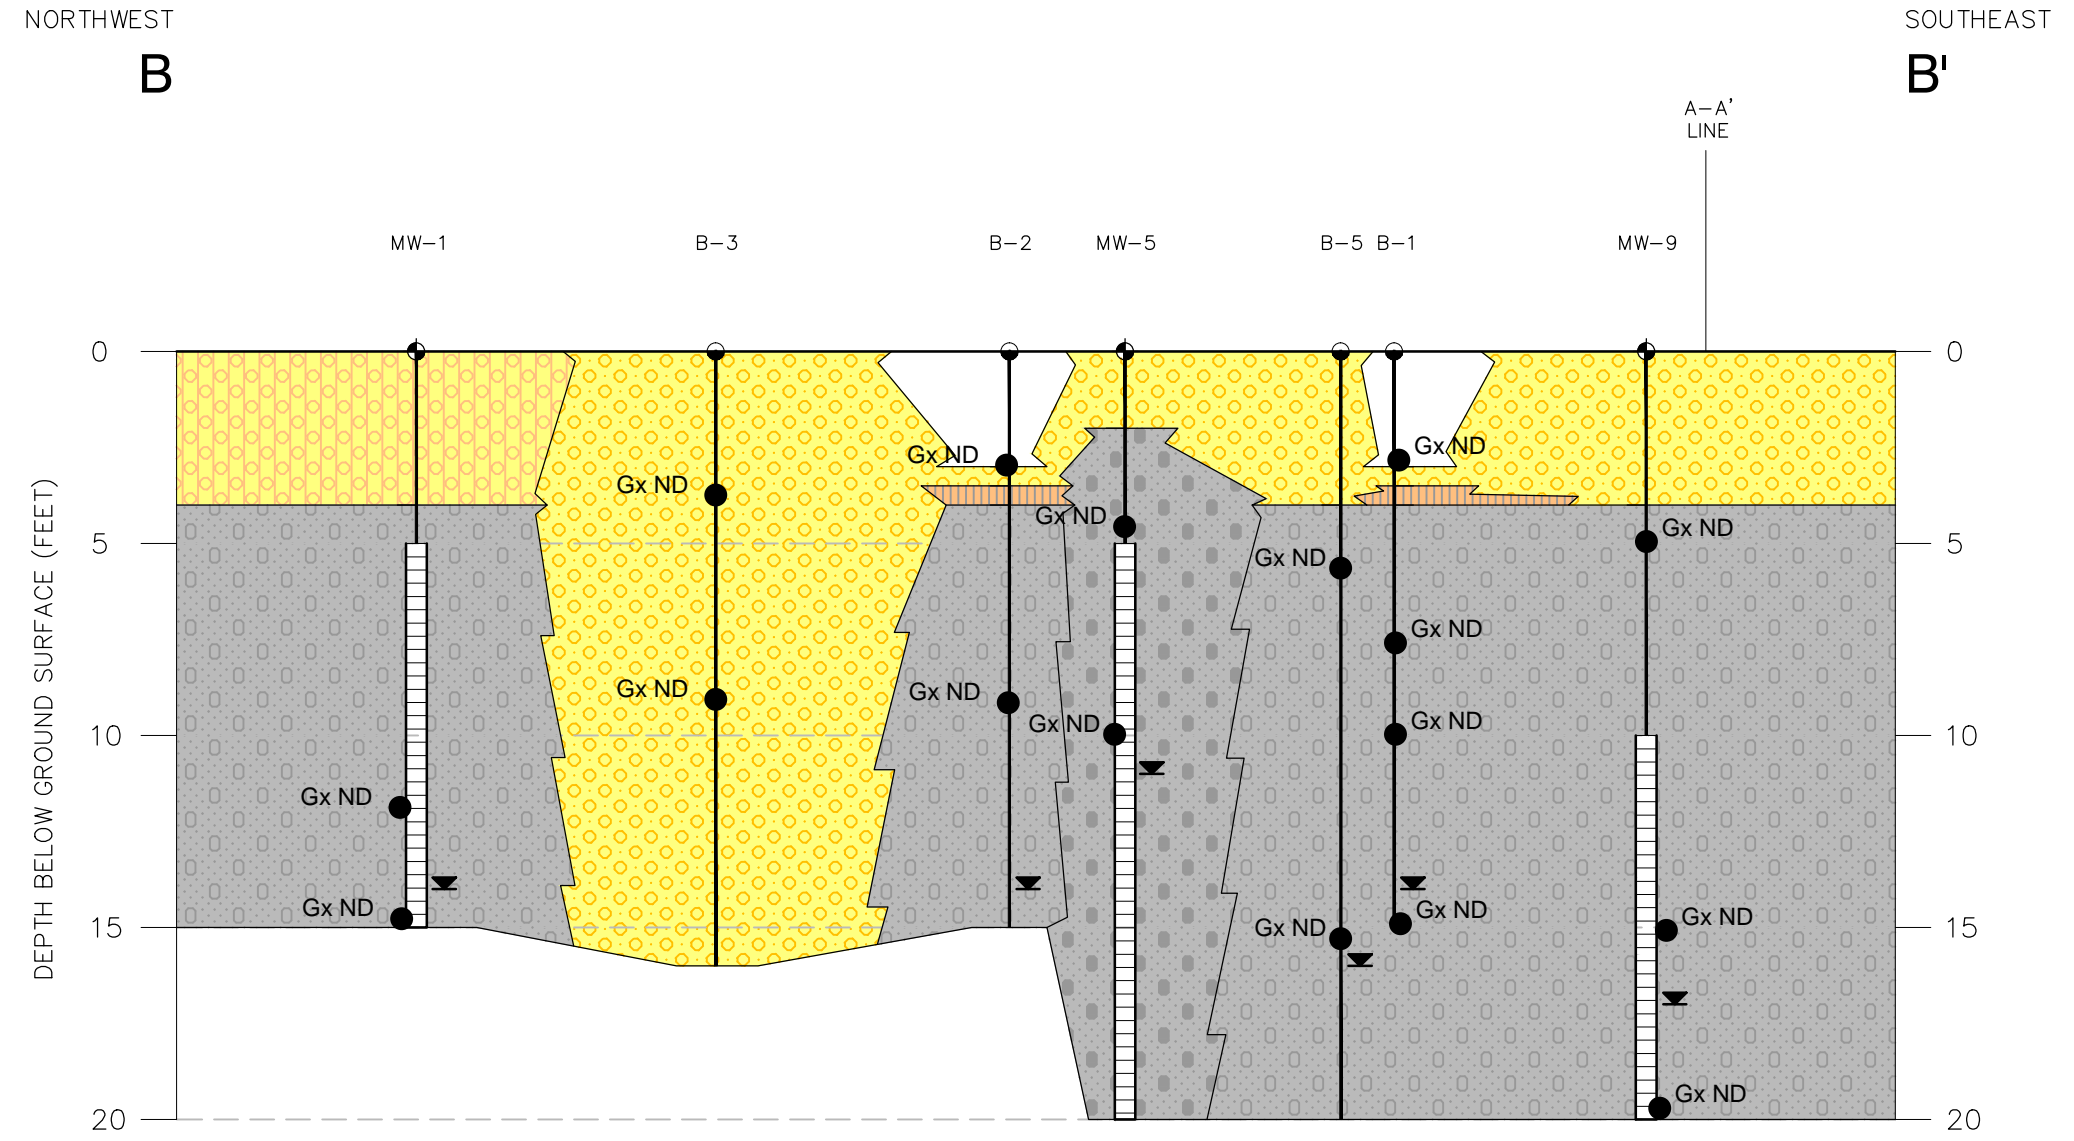 NORTHWEST
SOUTHEAST
B
B'
A-A'
LINE
MW-1
B-3
B-2
MW-5
B-5
B-1
MW-9
DEPTH BELOW GROUND SURFACE (FEET)
0
0
Gx ND
Gx ND
Gx ND
Gx ND
Gx ND
5
5
Gx ND
Gx ND
Gx ND
Gx ND
Gx ND
Gx ND
10
10
Gx ND
Gx ND
Gx ND
Gx ND
Gx ND
15
15
Gx ND
20
20